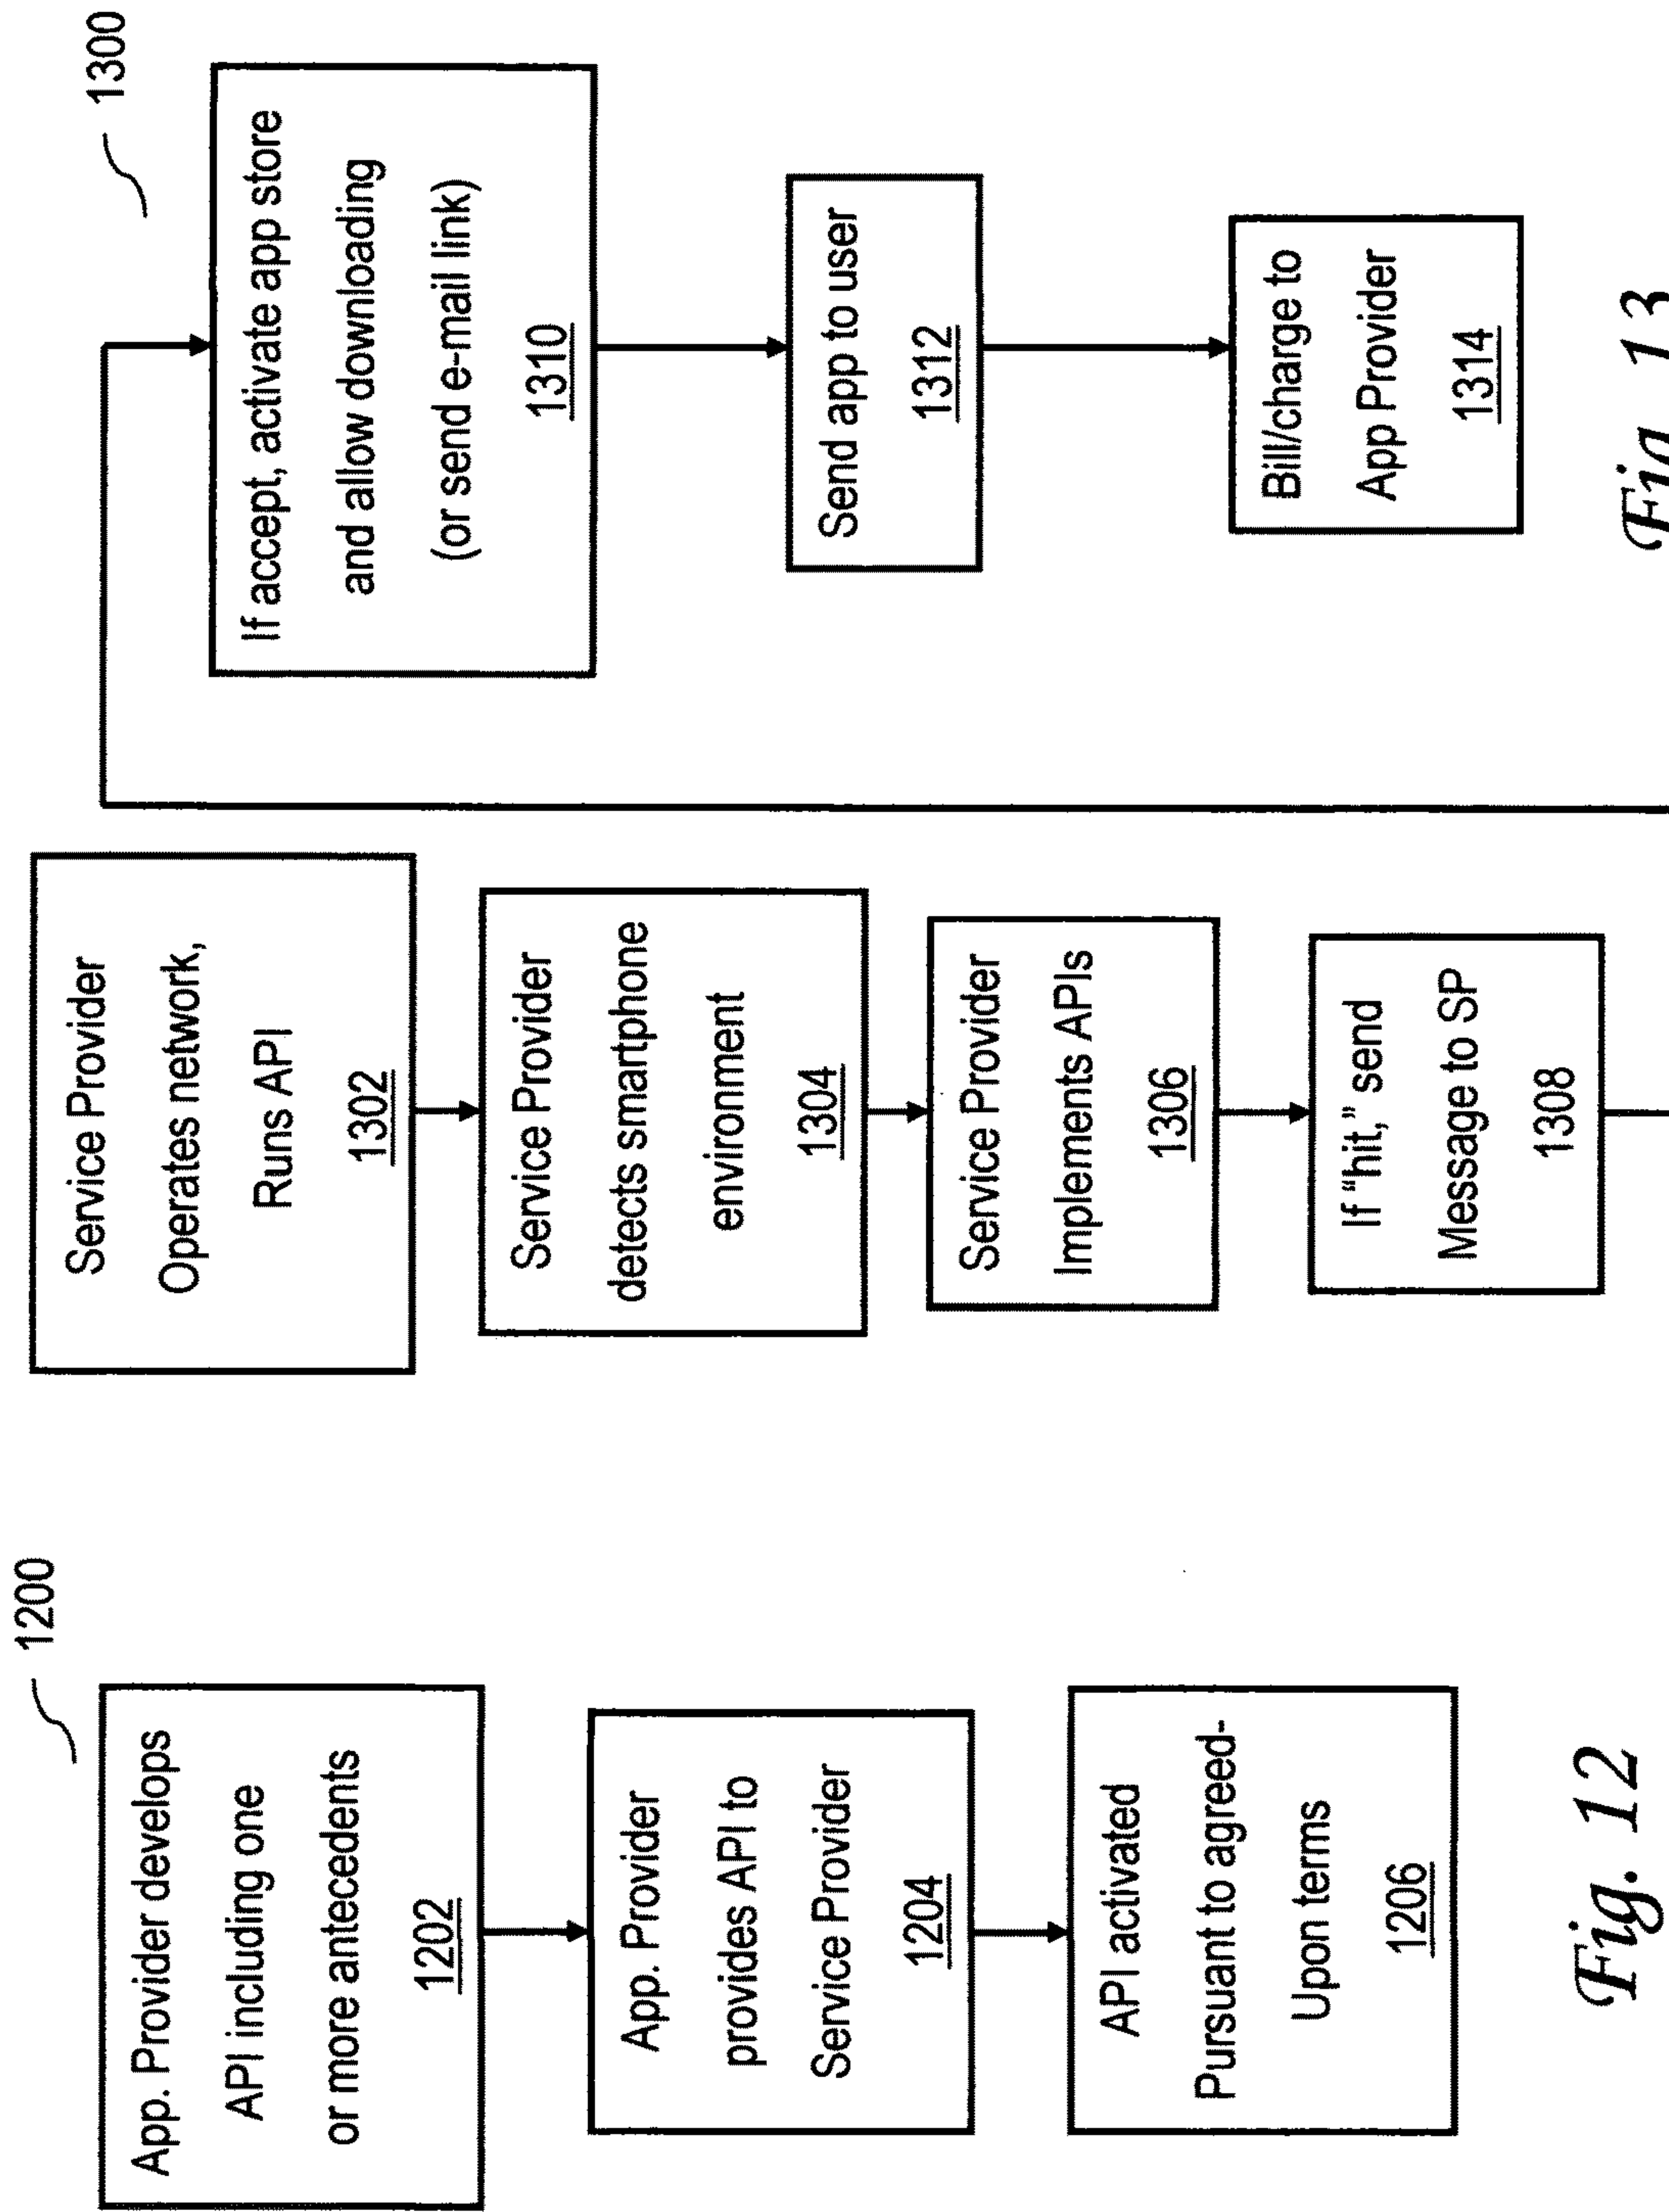 1200
App. Provider develops
API including one
or more antecedents
1202
App. Provider
provides API to
Service Provider
1204
API activated
Pursuant to agreed-
Upon terms
1206
Fig. 12
1300
Service Provider
Operates network,
Runs API
1302
Service Provider
detects smartphone
environment
1304
Service Provider
Implements APIs
1306
If “hit,” send
Message to SP
1308
If accept, activate app store
and allow downloading
(or send e-mail link)
1310
Send app to user
1312
Bill/charge to
App Provider
1314
Fig. 13